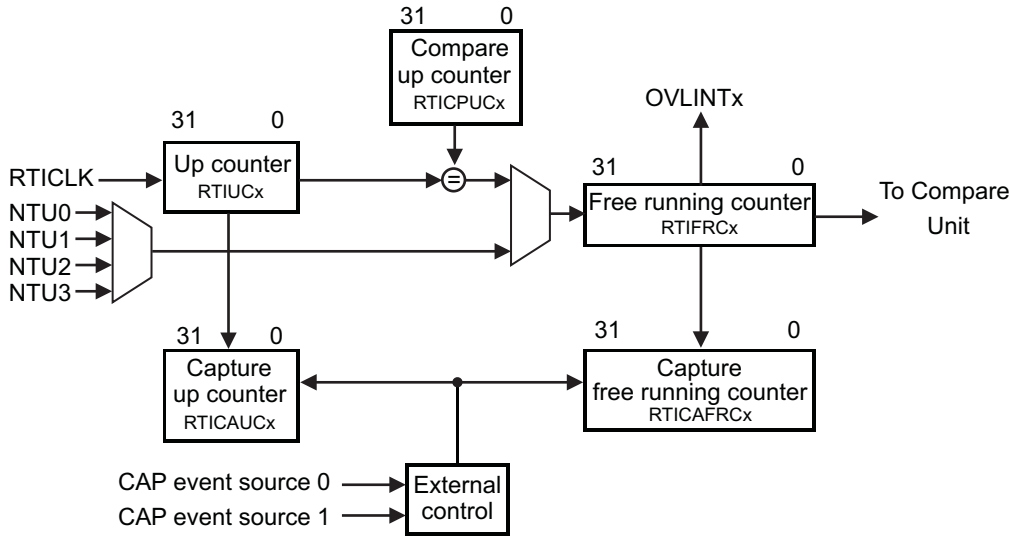 31 0
Compare
up counter
RTICPUCx
OVLINTx
31 0
Up counter
RTIUCx
RTICLK
=
31 0
Free running counter
RTIFRCx
To Compare
Unit
NTU0
NTU1
NTU2
NTU3
31 0
Capture
up counter
RTICAUCx
31 0
Capture
free running counter
RTICAFRCx
CAP event source 0
CAP event source 1
External
control